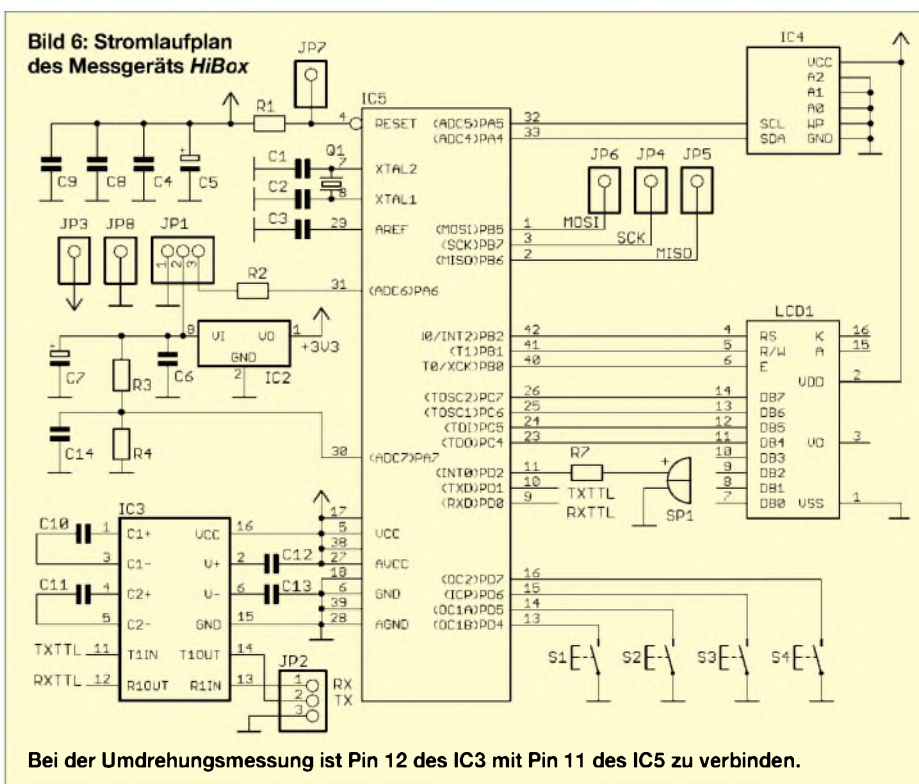 Bild 6: Stromlaufplan
des Messgeräts HiBox
JP7
IC4
VCC
A2
A1
A0
WP
GND
SCL
SDA
IC5
R1
4
RESET
(ADC5)PA5
32
(ADC4)PA4
33
C9
C8
C4
C5
+
C1
Q1
7
XTAL2
C2
8
XTAL1
C3
29
AREF
JP6
JP4
JP5
(MOSI)PB5
1
MOSI
(SCK)PB7
3
SCK
(MISO)PB6
2
MISO
JP3
JP8
JP1
1
2
3
R2
31
(ADC6)PA6
LCD1
8
VI
VO
1
GND
+3V3
2
IC2
C7
+
R3
C6
C14
R4
30
(ADC7)PA7
I0/INT2)PB2
42
4
RS
K
16
(T1)PB1
41
5
R/W
A
15
T0/XCK)PB0
40
6
E
VDD
2
(TOSC2)PC7
26
14
DB7
(TOSC1)PC6
25
13
DB6
(TDI)PC5
24
12
DB5
(TDO)PC4
23
11
DB4
VO
3
10
DB3
9
DB2
8
DB1
7
DB0
VSS
1
(INT0)PD2
11
R7
+
(TXD)PD1
10
TXTTL
(RXD)PD0
9
RXTTL
SP1
IC3
C10
1
C1+
VCC
16
3
C1-
V+
2
C12
C11
4
C2+
V-
6
C13
5
C2-
GND
15
TXTTL
11
T1IN
T1OUT
14
RXTTL
12
R1OUT
R1IN
13
JP2
1
RX
2
TX
3
17
5
VCC
38
27
AVCC
18
6
GND
39
28
AGND
(OC2)PD7
16
(ICP)PD6
15
(OC1A)PD5
14
(OC1B)PD4
13
S1
S2
S3
S4
Bei der Umdrehungsmessung ist Pin 12 des IC3 mit Pin 11 des IC5 zu verbinden.